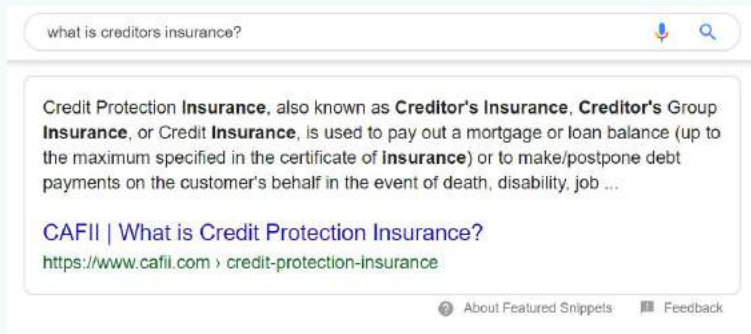 what is creditors insurance?
Credit Protection Insurance, also known as Creditor's Insurance, Creditor's Group
Insurance, or Credit Insurance, is used to pay out a mortgage or loan balance (up to
the maximum specified in the certificate of insurance) or to make/postpone debt
payments on the customer's behalf in the event of death, disability, job ...
CAFII | What is Credit Protection Insurance?
https://www.cafii.com › credit-protection-insurance
About Featured Snippets Feedback